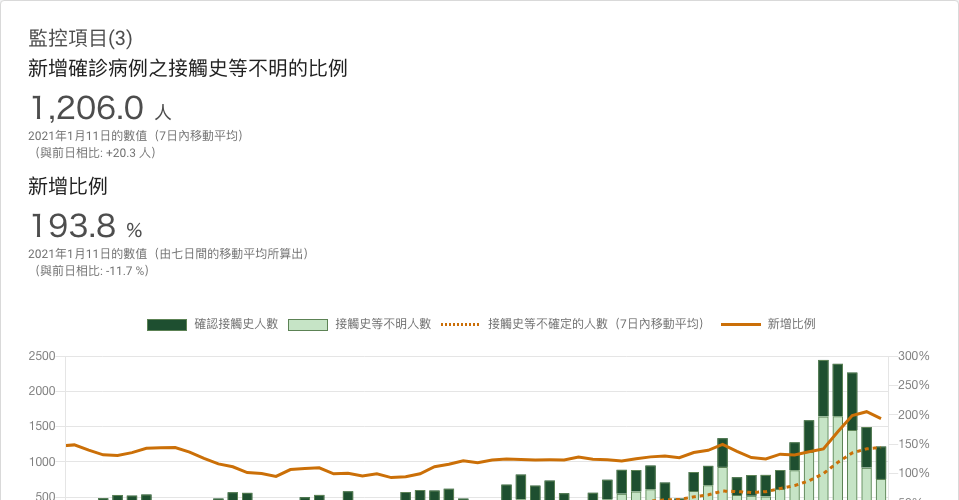 監控項目(3)
新增確診病例之接觸史等不明的比例
1,206.0 人
2021年1月11日的數值（7日內移動平均）
（與前日相比: +20.3 人）
新增比例
193.8 %
2021年1月11日的數值（由七日間的移動平均所算出）
（與前日相比: -11.7 %）
確認接觸史人數 接觸史等不明人數 接觸史等不確定的人數（7日內移動平均） 新增比例
2500 300%
250%
2000
200%
1500
150%
1000
100%
500